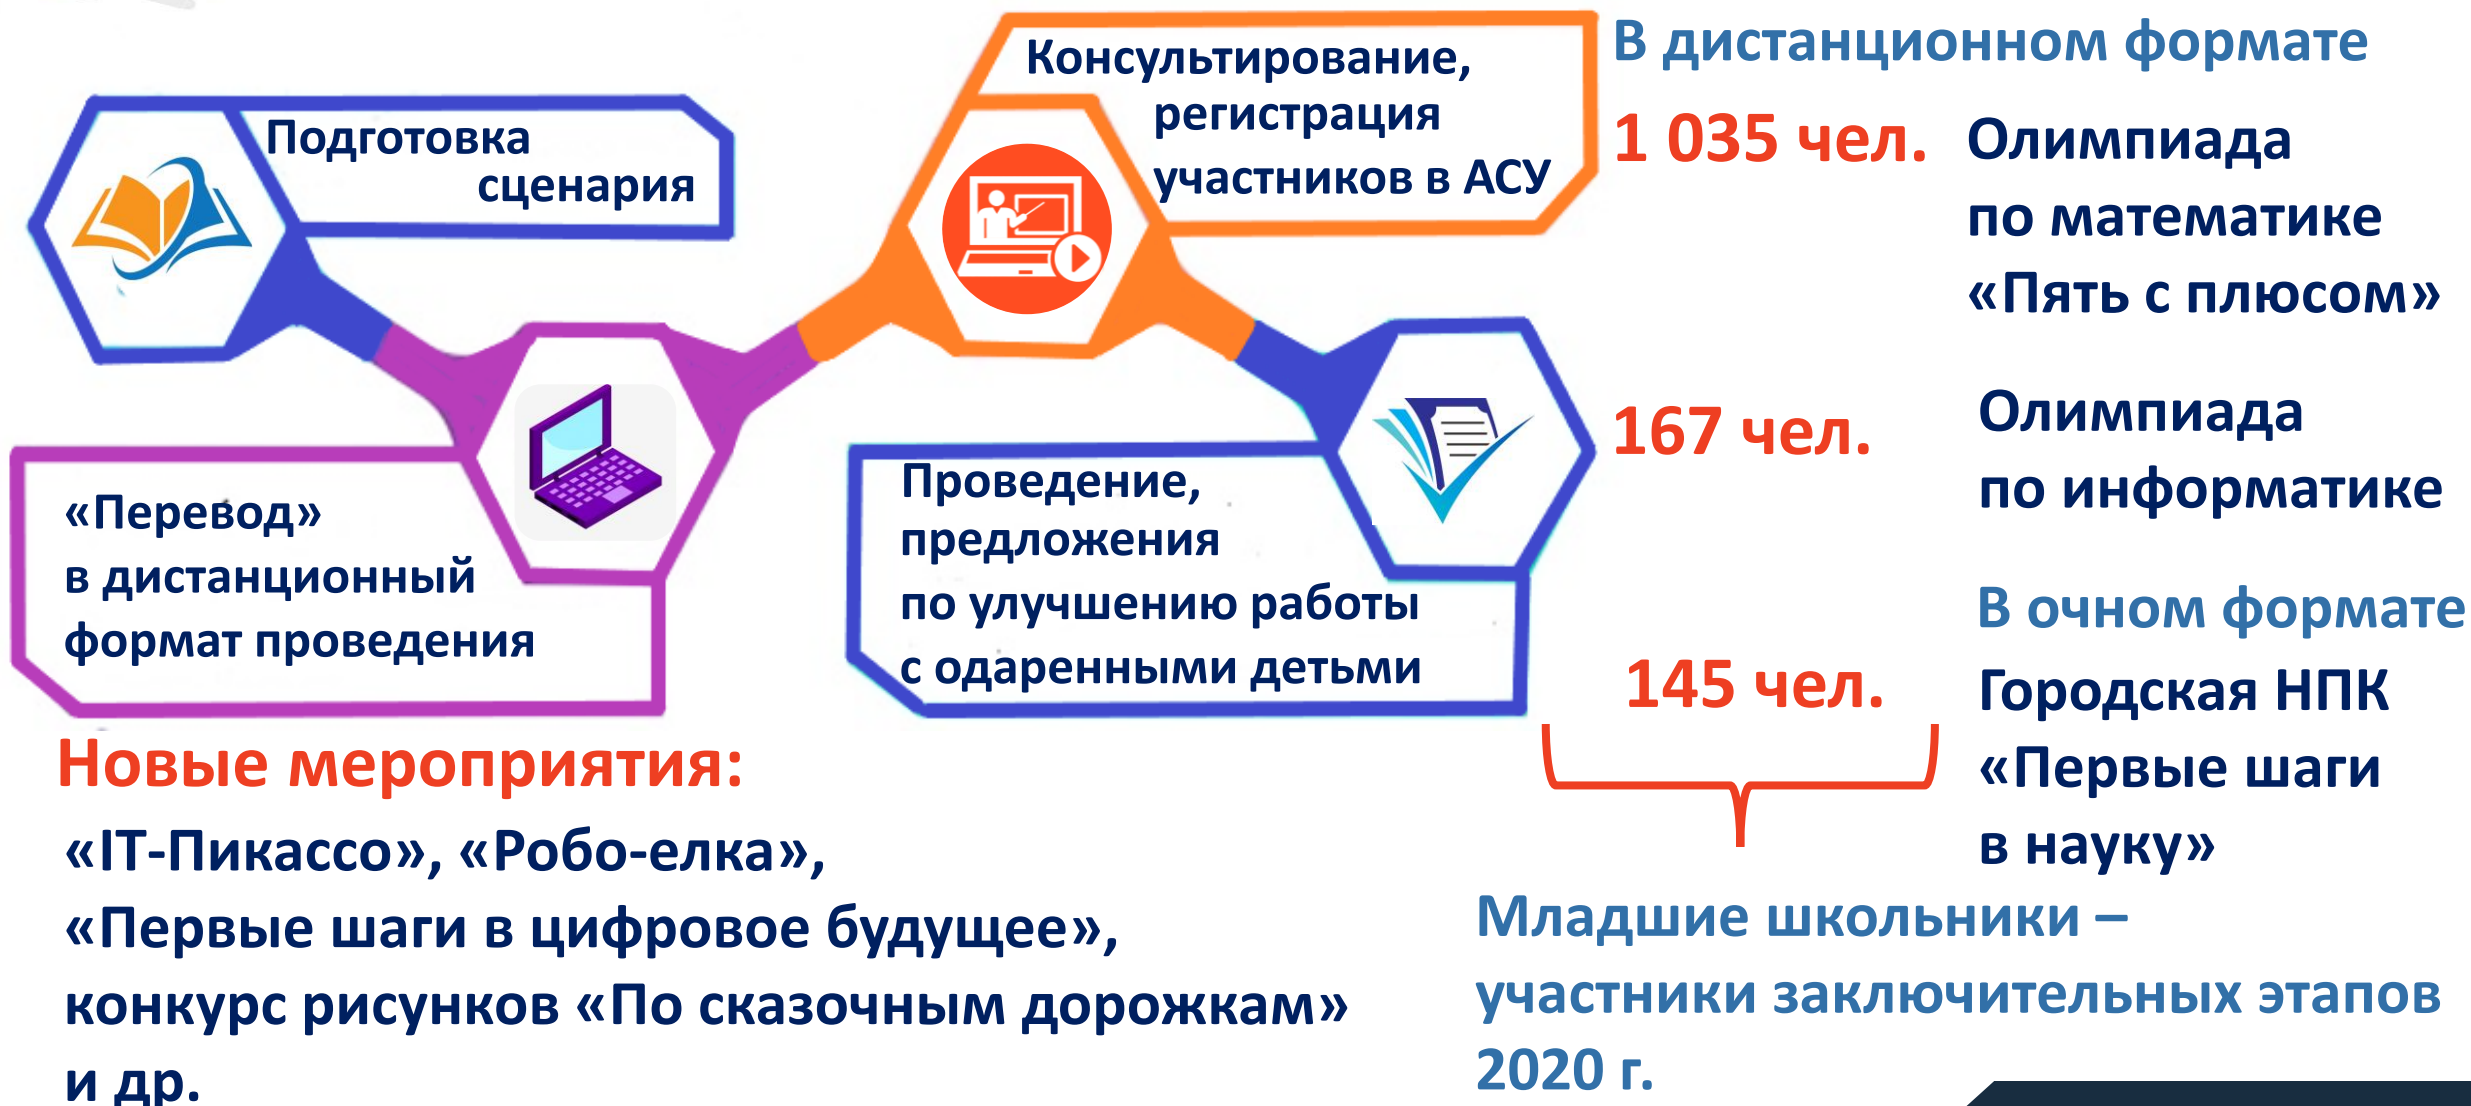 Подготовка
сценария
«Перевод»
в дистанционный
формат проведения
Консультирование,
регистрация
участников в АСУ
Проведение,
предложения
по улучшению работы
с одаренными детьми
Новые мероприятия:
«IT-Пикассо», «Робо-елка»,
«Первые шаги в цифровое будущее»,
конкурс рисунков «По сказочным дорожкам»
и др.
В дистанционном формате
1 035 чел.
Олимпиада
по математике
«Пять с плюсом»
167 чел.
Олимпиада
по информатике
В очном формате
145 чел.
Городская НПК
«Первые шаги
в науку»
Младшие школьники –
участники заключительных этапов
2020 г.